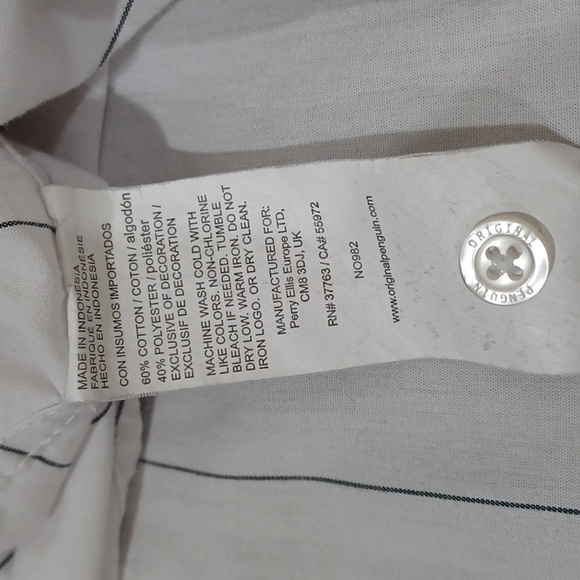 MADE IN INDONESIA
FABRIQUÉ EN INDONÉSIE
HECHO EN INDONESIA
CON INSUMOS IMPORTADOS
60% COTTON / COTON / algodón
40% POLYESTER / poliéster
EXCLUSIVE OF DECORATION /
EXCLUSIF DE DECORATION
MACHINE WASH COLD WITH
LIKE COLORS. NON-CHLORINE
BLEACH IF NEEDED. TUMBLE
DRY LOW. WARM IRON. DO NOT
IRON LOGO. OR DRY CLEAN.
MANUFACTURED FOR:
Perry Ellis Europe LTD,
CM8 3DJ, UK
RN# 37763 / CA# 55972
NO982
www.originalpenguin.com
ORIGINAL
PENGUIN